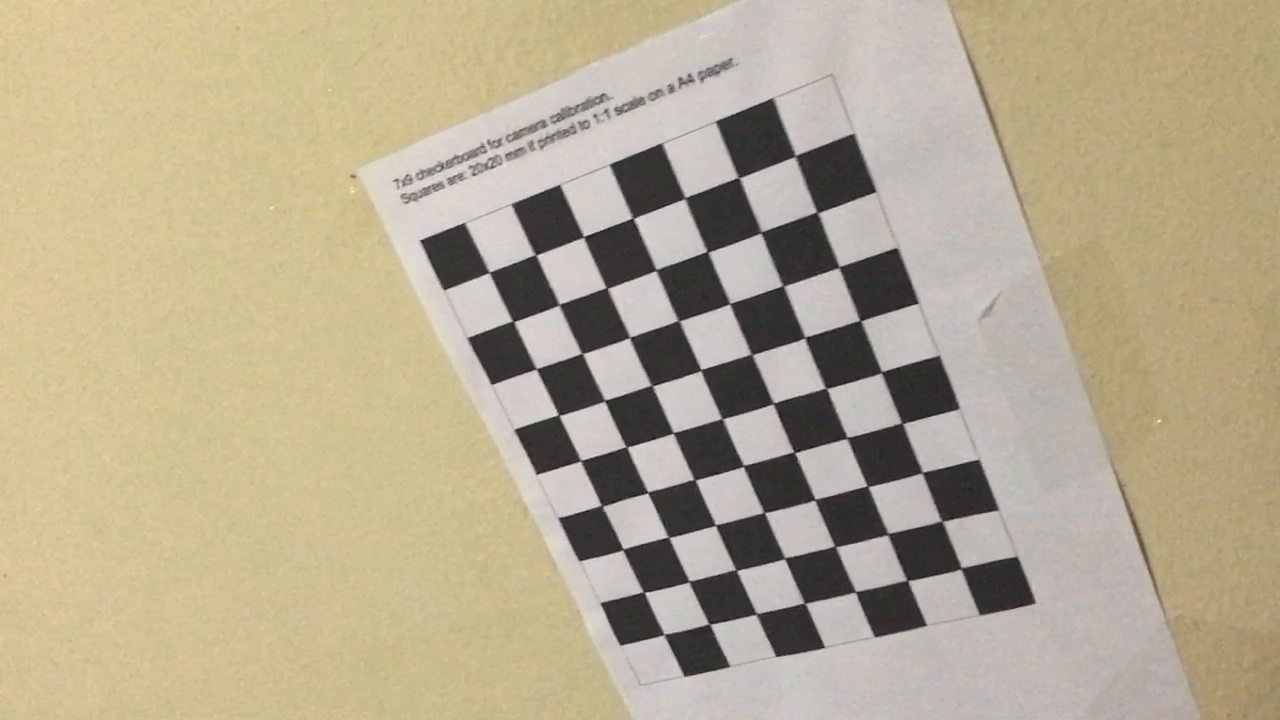 7x9 checkerboard for camera calibration.
Squares are: 20x20 mm if printed to 1:1 scale on a A4 paper.